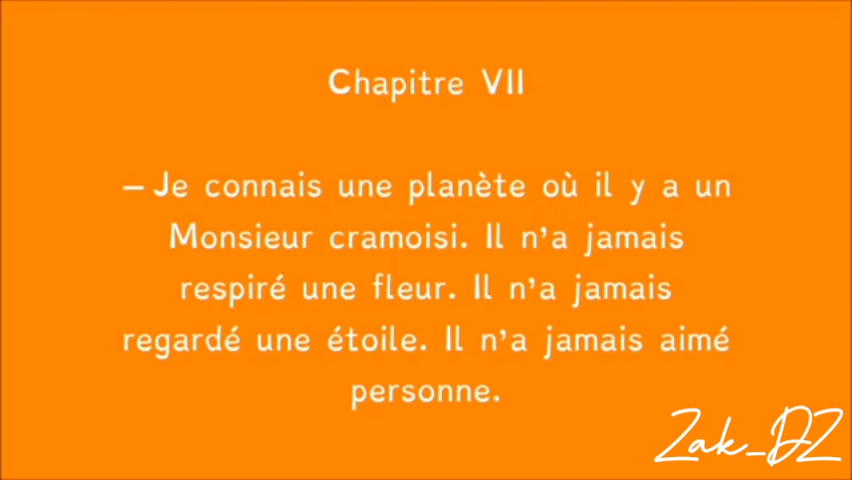 Chapitre VII
– Je connais une planète où il y a un
Monsieur cramoisi. Il n'a jamais
respiré une fleur. Il n'a jamais
regardé une étoile. Il n'a jamais aimé
personne.
Zak_DZ